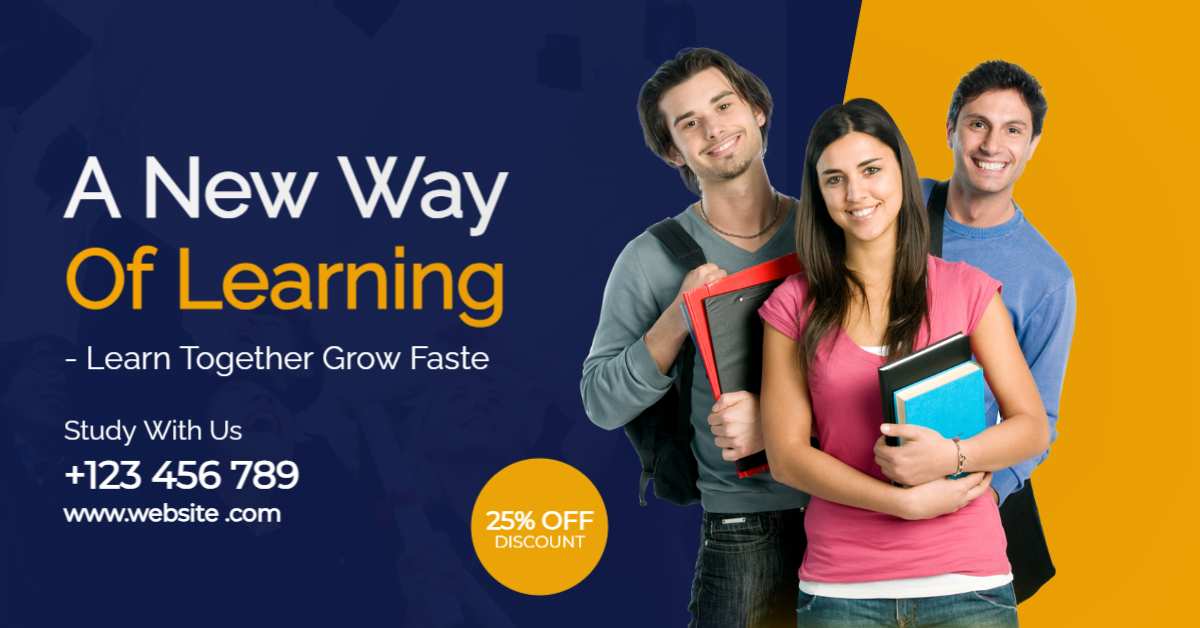 A New Way
Of Learning
- Learn Together Grow Faste
Study With Us
+123 456 789
www.website .com
25% OFF
DISCOUNT